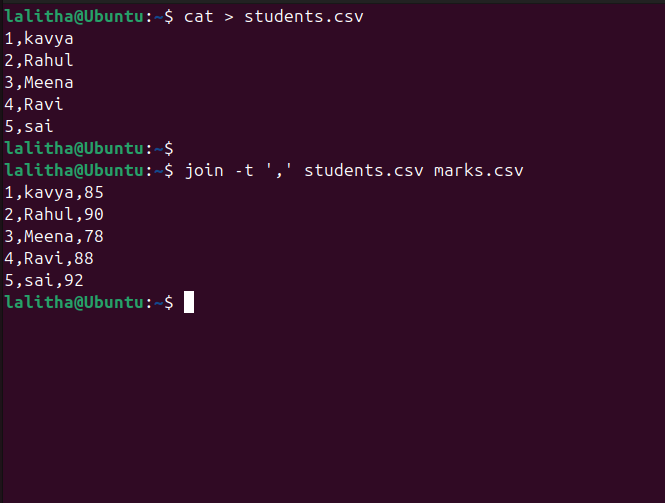 lalitha@Ubuntu:~$ cat > students.csv
1,kavya
2,Rahul
3,Meena
4,Ravi
5,sai
lalitha@Ubuntu:~$
lalitha@Ubuntu:~$ join -t ',' students.csv marks.csv
1,kavya,85
2,Rahul,90
3,Meena,78
4,Ravi,88
5,sai,92
lalitha@Ubuntu:~$